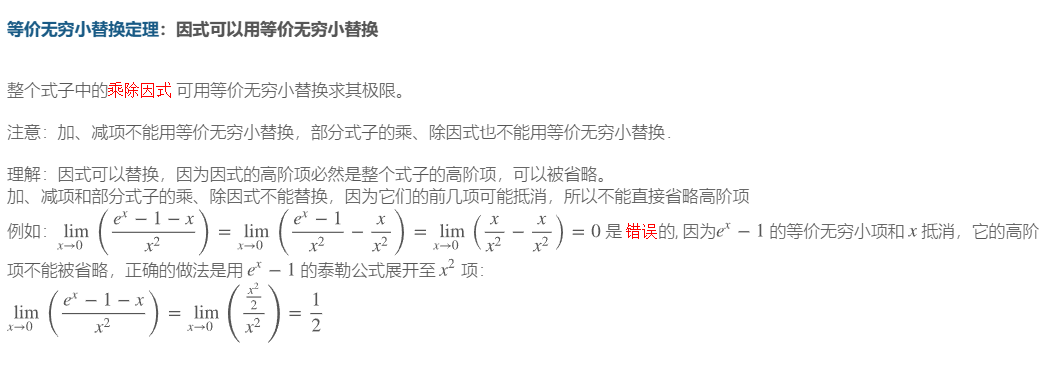 等价无穷小替换定理：因式可以用等价无穷小替换
整个式子中的乘除因式 可用等价无穷小替换求其极限。
注意：加、减项不能用等价无穷小替换，部分式子的乘、除因式也不能用等价无穷小替换.
理解：因式可以替换，因为因式的高阶项必然是整个式子的高阶项，可以被省略。
加、减项和部分式子的乘、除因式不能替换，因为它们的前几项可能抵消，所以不能直接省略高阶项
例如：$\lim_{x\to 0}\left(\frac{e^x-1-x}{x^2}\right)=\lim_{x\to 0}\left(\frac{e^x-1}{x^2}-\frac{x}{x^2}\right)=\lim_{x\to 0}\left(\frac{x}{x^2}-\frac{x}{x^2}\right)=0$ 是 错误的, 因为$e^x-1$ 的等价无穷小项和 $x$ 抵消，它的高阶
项不能被省略，正确的做法是用 $e^x-1$ 的泰勒公式展开至 $x^2$ 项：
$\lim_{x\to 0}\left(\frac{e^x-1-x}{x^2}\right)=\lim_{x\to 0}\left(\frac{\frac{x^2}{2}}{x^2}\right)=\frac{1}{2}$